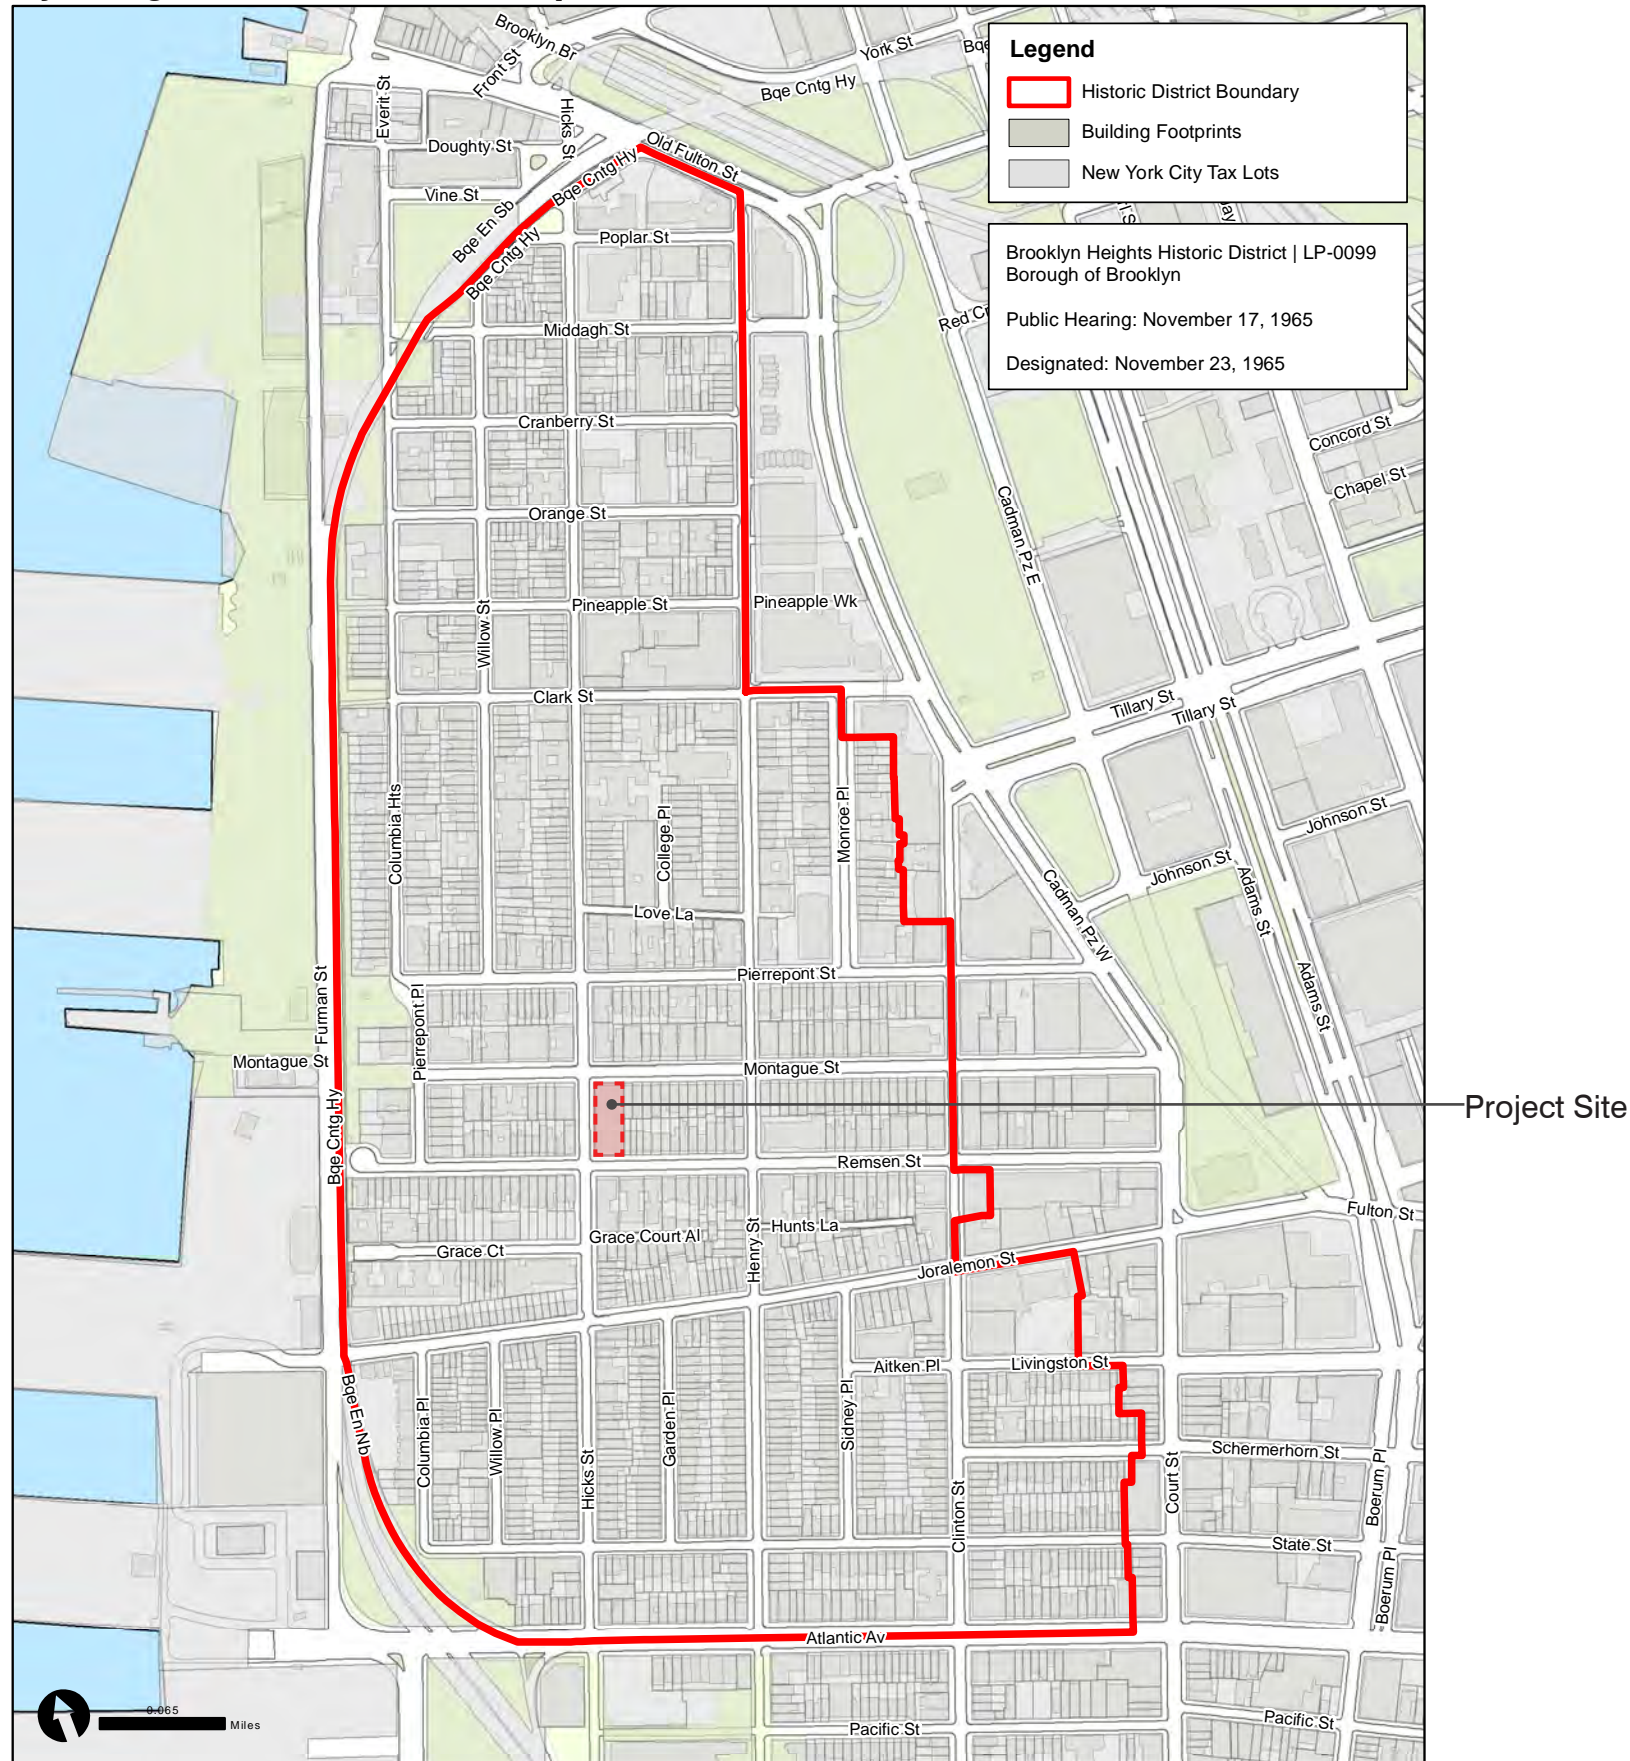 Brooklyn Br
Front St
York St
Bqe
Bqe Cntg Hy
Everit St
Hicks St
Doughty St
Old Fulton St
Bqe Cntg Hy
Vine St
Bqe En Sb
Bqe Cntg Hy
Poplar St
Middagh St
Cranberry St
Orange St
Pineapple St
Pineapple Wk
Willow St
Clark St
Cadman Pz E
Concord St
Chapel St
Tillary St
Tillary St
Columbia Hts
College Pl
Monroe Pl
Love La
Johnson St
Johnson St
Adams St
Cadman Pz W
Adams St
Pierrepont St
Pierrepont Pl
Furman St
Montague St
Montague St
Bqe Cntg Hy
Remsen St
Hunts La
Grace Court Al
Grace Ct
Henry St
Joralemon St
Fulton St
Aitken Pl
Livingston St
Bqe En Nb
Columbia Pl
Willow Pl
Hicks St
Garden Pl
Sidney Pl
Clinton St
Court St
Schermerhorn St
Boerum Pl
State St
Boerum Pl
Atlantic Av
Pacific St
Pacific St
Legend
Historic District Boundary
Building Footprints
New York City Tax Lots
Brooklyn Heights Historic District | LP-0099
Borough of Brooklyn
Public Hearing: November 17, 1965
Designated: November 23, 1965
Project Site
0.065
Miles